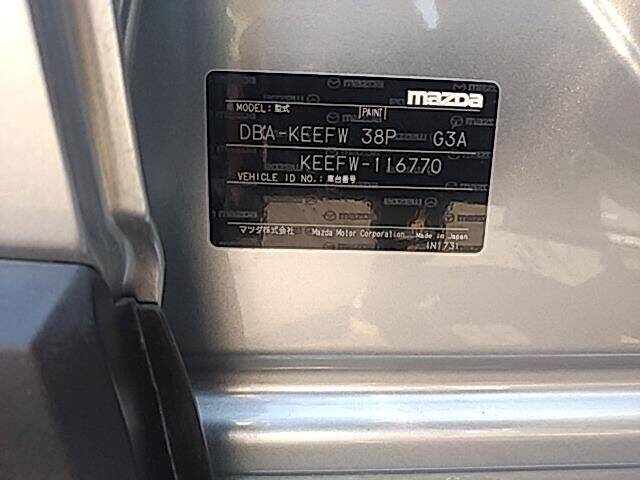 mazda
MODEL: 型式 PAINT
DBA-KEEFW 38P G3A
KEEFW-116770
VEHICLE ID NO.: 車台番号
マツダ株式会社 Mazda Motor Corporation Made in Japan
1N1731